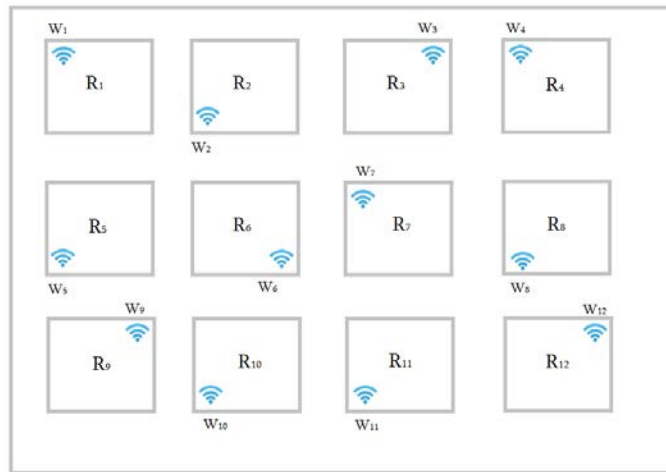 W₁ W₃ W₄
R₁ R₂ R₃ R₄
W₂
W₇
R₅ R₆ R₇ R₈
W₅ W₆ W₈
W₉ W₁₂
R₉ R₁₀ R₁₁ R₁₂
W₁₀ W₁₁